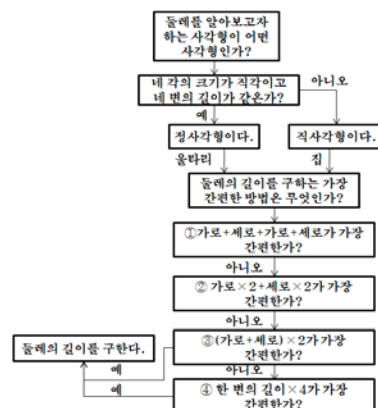 둘레를 알아보고자
하는 사각형이 어떤
사각형인가?
네 각의 크기가 직각이고
네 변의 길이가 같은가?
아니오
예
정사각형이다.
직사각형이다.
울타리
집
둘레의 길이를 구하는 가장
간편한 방법은 무엇인가?
①가로+세로+가로+세로가 가장
간편한가?
아니오
② 가로×2+세로×2가 가장
간편한가?
아니오
둘레의 길이를 구한다.
③(가로+세로)×2가 가장
간편한가?
예
아니오
예
④ 한 변의 길이×4가 가장
간편한가?